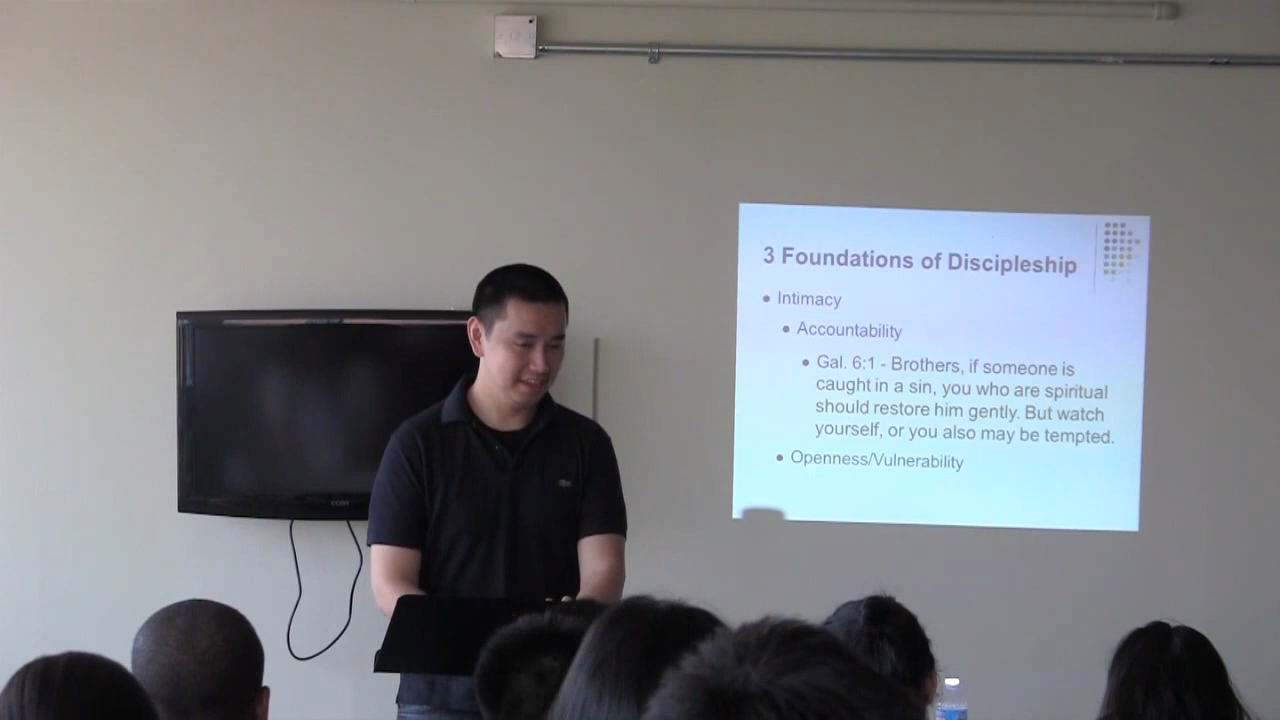 3 Foundations of Discipleship
• Intimacy
• Accountability
• Gal. 6:1 - Brothers, if someone is
caught in a sin, you who are spiritual
should restore him gently. But watch
yourself, or you also may be tempted.
• Openness/Vulnerability